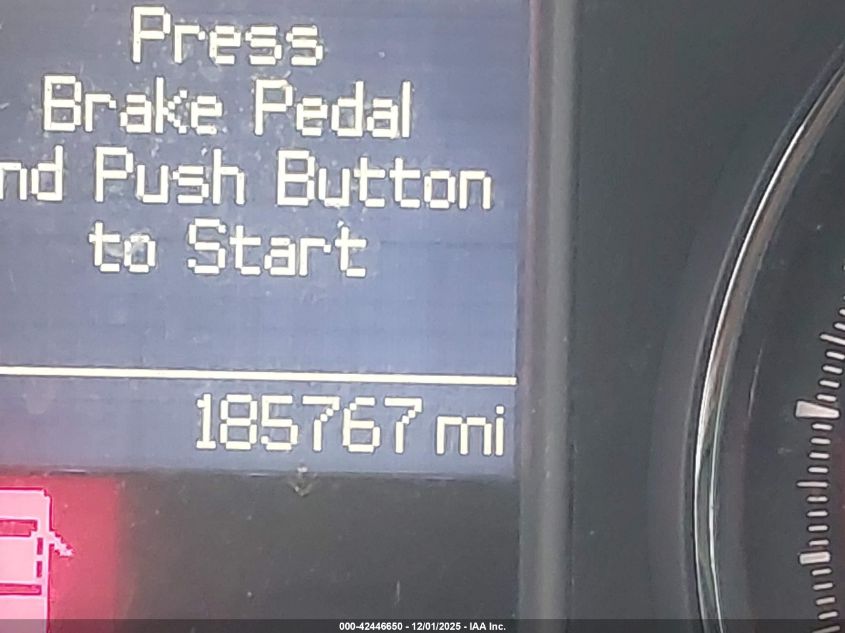 Press
Brake Pedal
nd Push Button
to Start
185767 mi
000-42446650 - 12/01/2025 - IAA Inc.